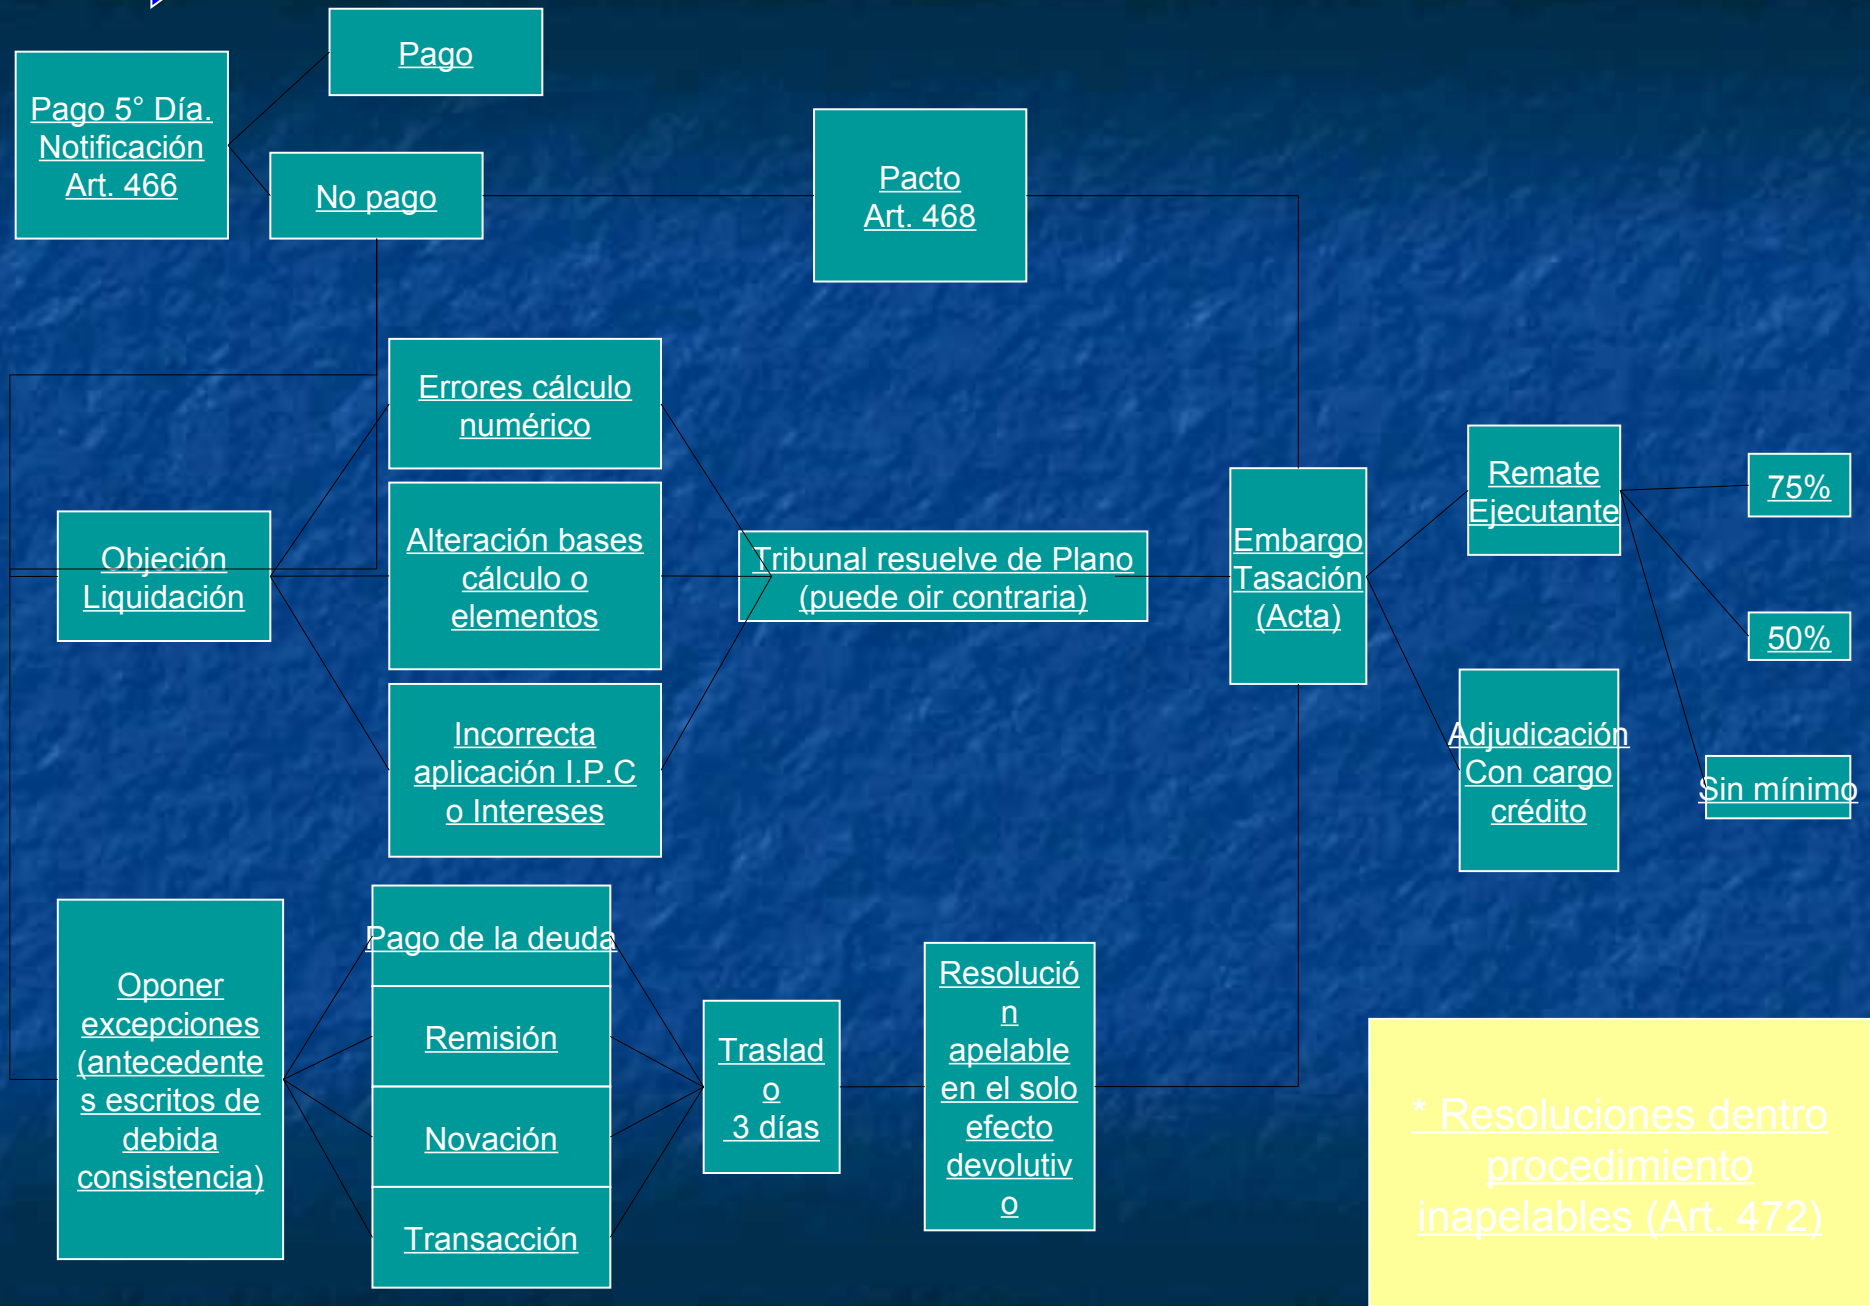 Pago
Pago 5° Día.
Notificación
Art. 466
No pago
Pacto
Art. 468
Errores cálculo
numérico
Objeción
Liquidación
Alteración bases
cálculo o
elementos
Incorrecta
aplicación I.P.C
o Intereses
Tribunal resuelve de Plano
(puede oir contraria)
Embargo
Tasación
(Acta)
Remate
Ejecutante
75%
50%
Sin mínimo
Adjudicación
Con cargo
crédito
Oponer
excepciones
(antecedente
s escritos de
debida
consistencia)
Pago de la deuda
Remisión
Novación
Transacción
Traslad
o
3 días
Resolució
n
apelable
en el solo
efecto
devolutiv
o
* Resoluciones dentro
procedimiento
inapelables (Art. 472)